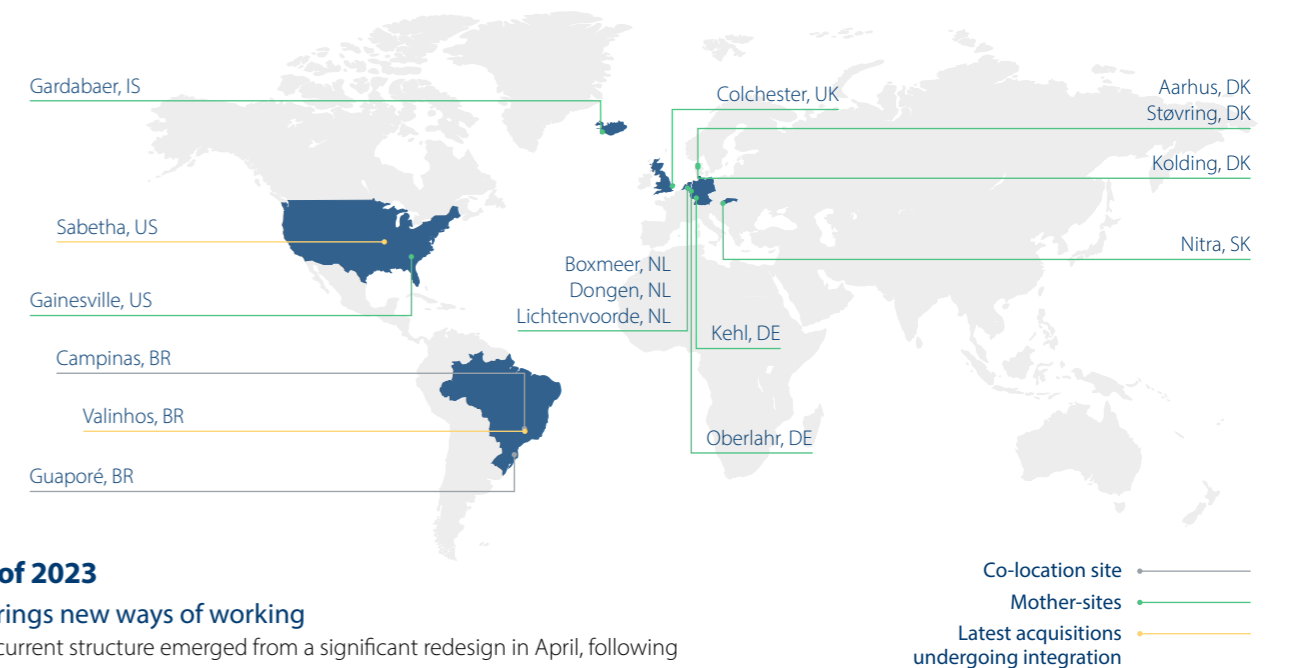 Gardabaer, IS
Colchester, UK
Aarhus, DK
Støvring, DK
Kolding, DK
Sabetha, US
Nitra, SK
Boxmeer, NL
Dongen, NL
Lichtenvoorde, NL
Gainesville, US
Kehl, DE
Campinas, BR
Valinhos, BR
Oberlahr, DE
Guaporé, BR
of 2023
rings new ways of working
current structure emerged from a significant redesign in April, following
Co-location site
Mother-sites
Latest acquisitions
undergoing integration